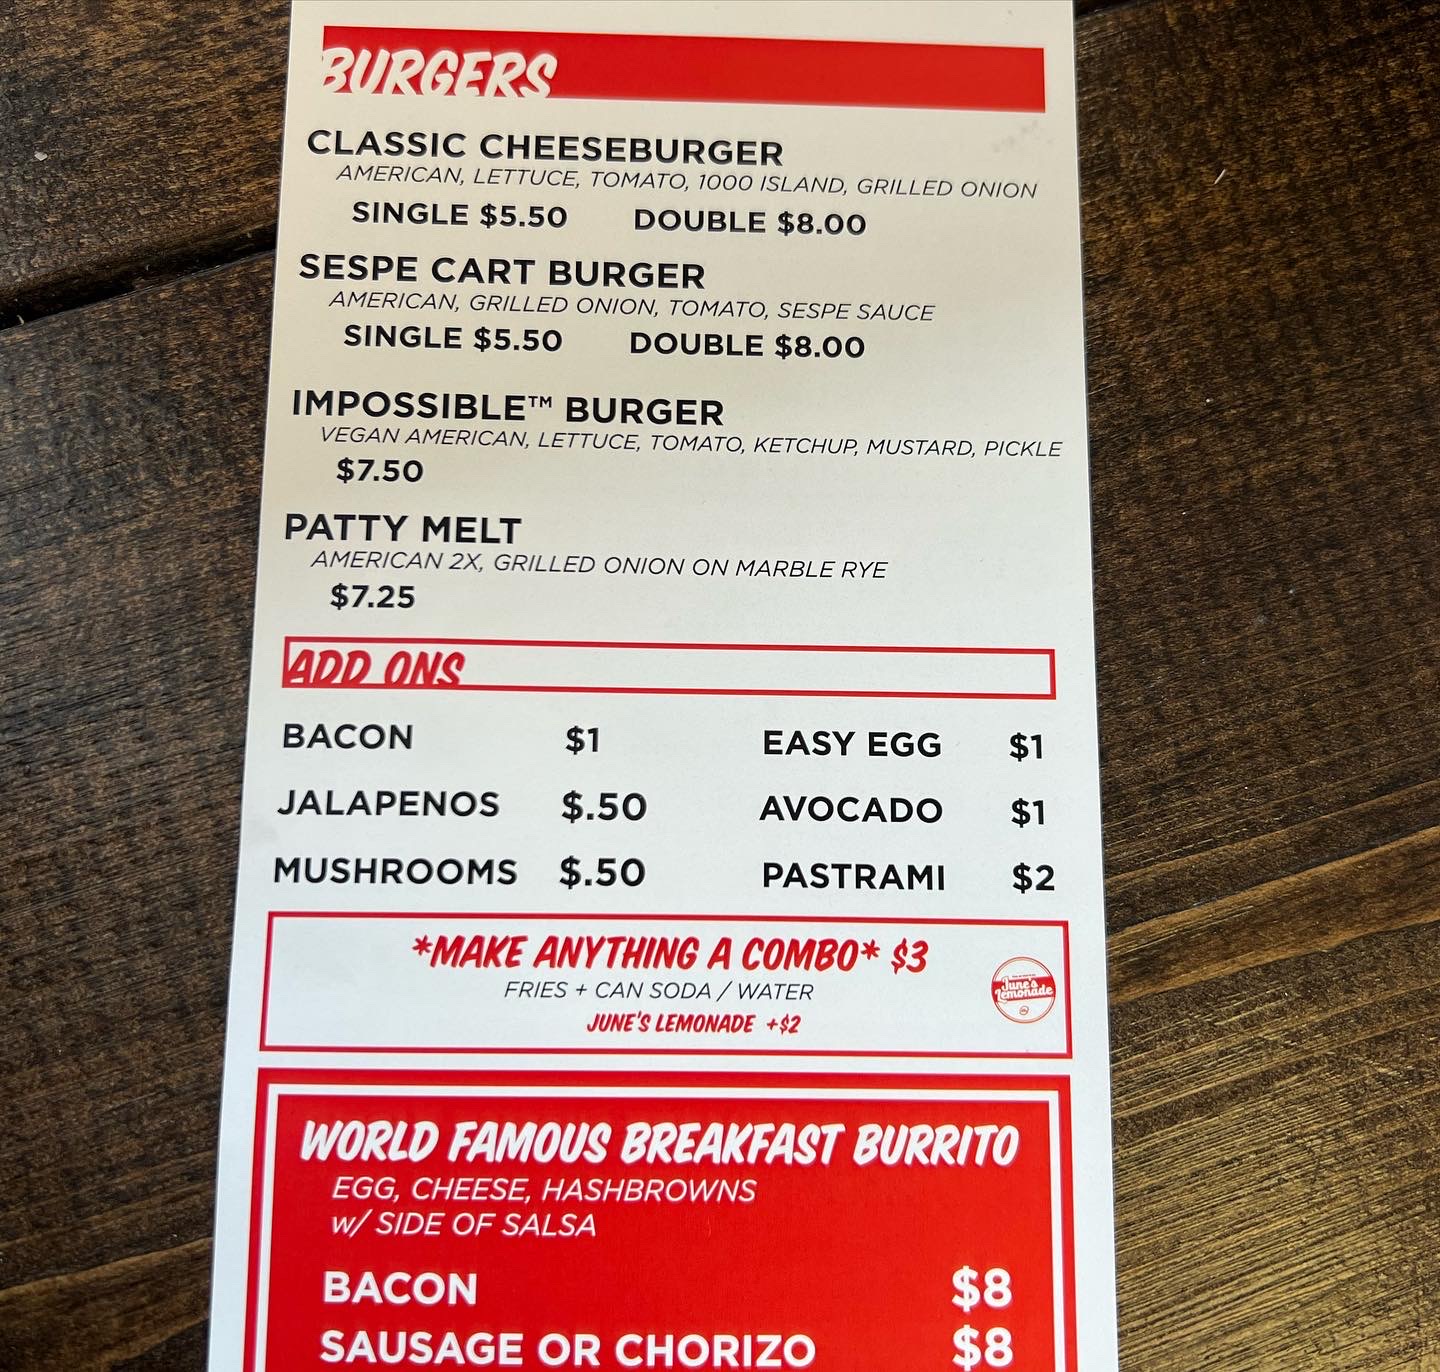 BURGERS
CLASSIC CHEESEBURGER
AMERICAN, LETTUCE, TOMATO, 1000 ISLAND, GRILLED ONION
SINGLE $5.50 DOUBLE $8.00
SESPE CART BURGER
AMERICAN, GRILLED ONION, TOMATO, SESPE SAUCE
SINGLE $5.50 DOUBLE $8.00
IMPOSSIBLE™ BURGER
VEGAN AMERICAN, LETTUCE, TOMATO, KETCHUP, MUSTARD, PICKLE
$7.50
PATTY MELT
AMERICAN 2X, GRILLED ONION ON MARBLE RYE
$7.25
ADD ONS
BACON $1 EASY EGG $1
JALAPENOS $.50 AVOCADO $1
MUSHROOMS $.50 PASTRAMI $2
*MAKE ANYTHING A COMBO* $3
FRIES + CAN SODA / WATER
JUNE'S LEMONADE +$2
June's
Lemonade
WORLD FAMOUS BREAKFAST BURRITO
EGG, CHEESE, HASHBROWNS
w/ SIDE OF SALSA
BACON $8
SAUSAGE OR CHORIZO $8